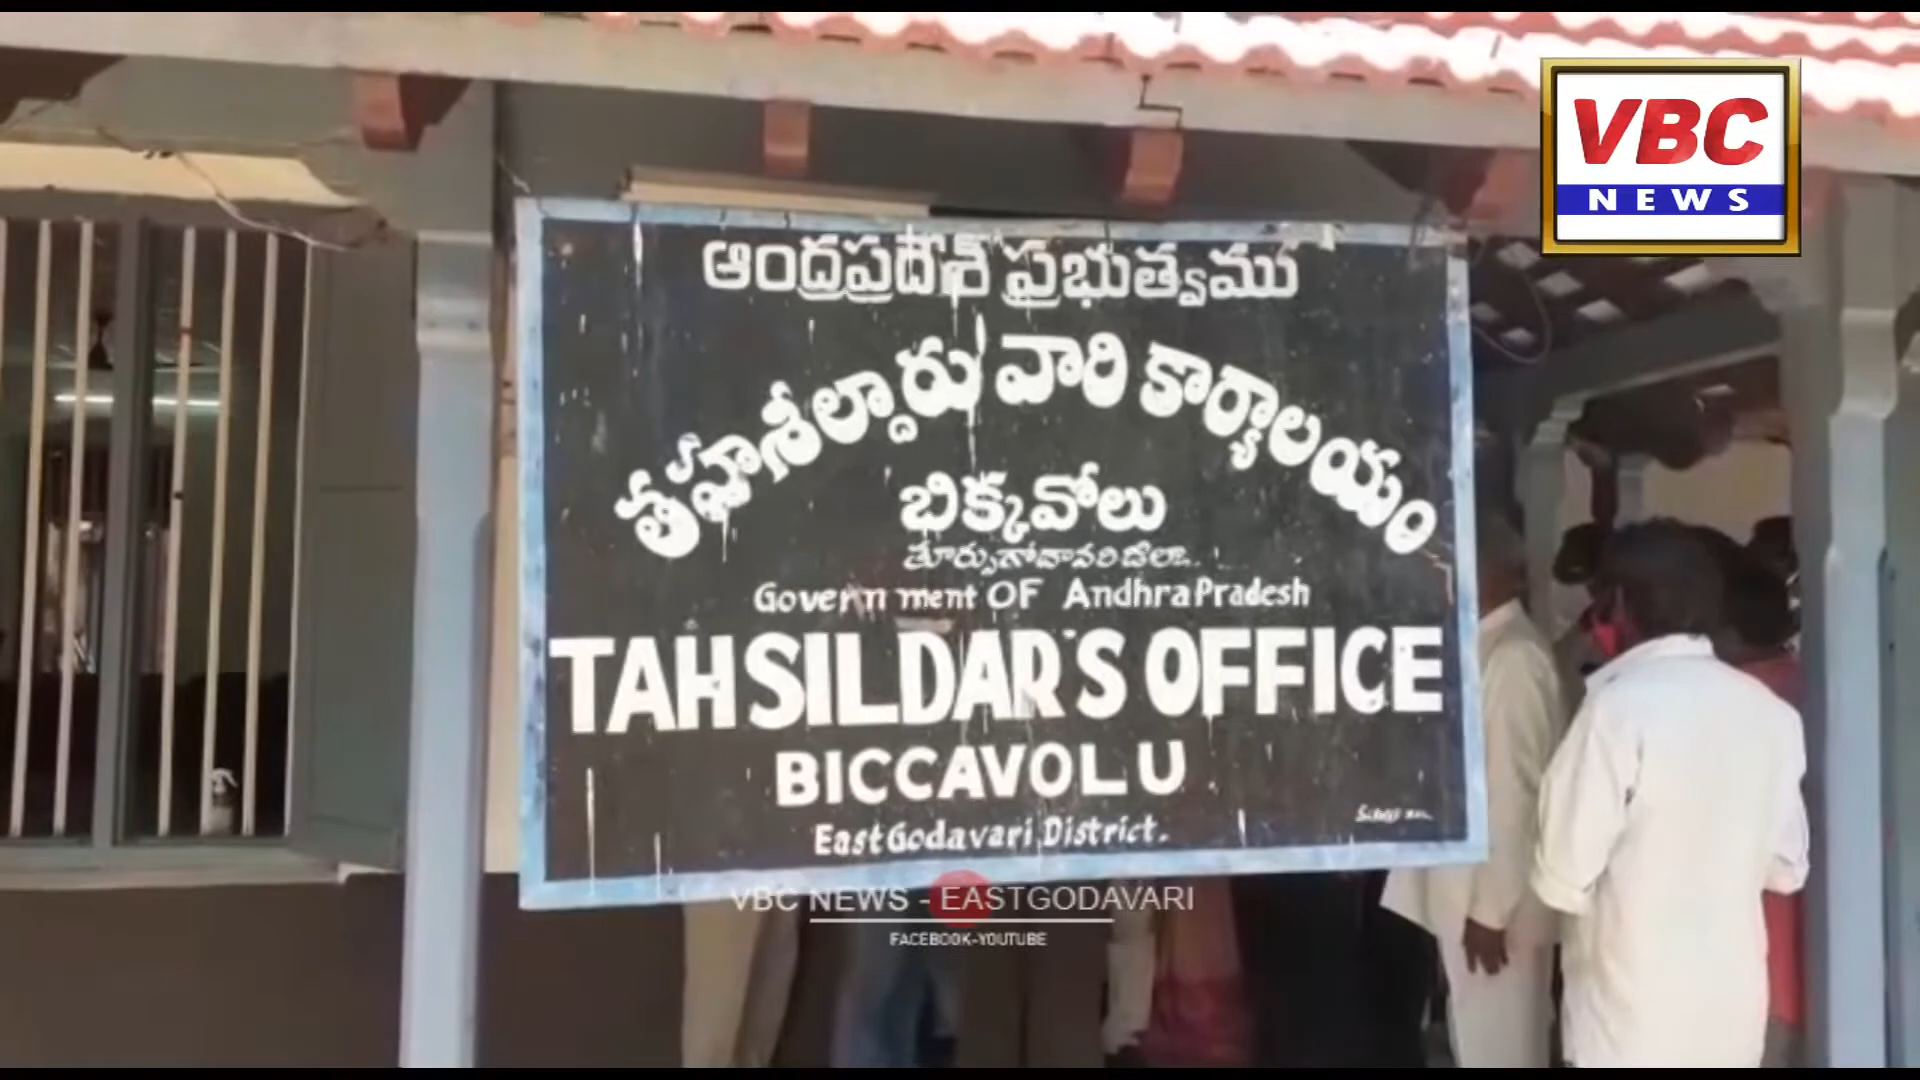 VBC
NEWS
ఆంధ్రప్రదేశ్ ప్రభుత్వము
తహశీల్దారు వారి కార్యాలయం
బిక్కవోలు
తూర్పుగోదావరి జిల్లా..
Government OF Andhra Pradesh
TAHSILDAR'S OFFICE
BICCAVOLU
East Godavari District.
VBC NEWS - EASTGODAVARI
FACEBOOK-YOUTUBE